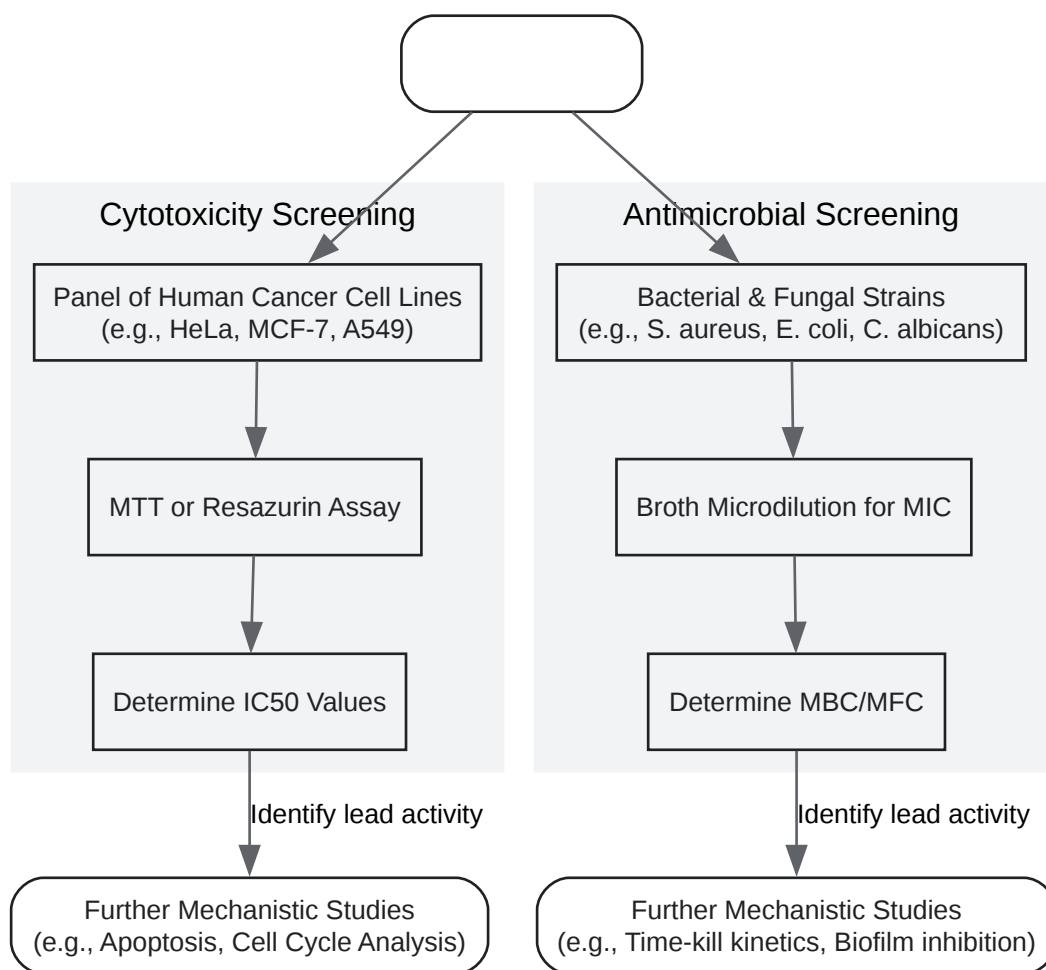 Cytotoxicity Screening
Panel of Human Cancer Cell Lines
(e.g., HeLa, MCF-7, A549)
MTT or Resazurin Assay
Determine IC50 Values
Identify lead activity
Further Mechanistic Studies
(e.g., Apoptosis, Cell Cycle Analysis)
Antimicrobial Screening
Bacterial & Fungal Strains
(e.g., S. aureus, E. coli, C. albicans)
Broth Microdilution for MIC
Determine MBC/MFC
Identify lead activity
Further Mechanistic Studies
(e.g., Time-kill kinetics, Biofilm inhibition)